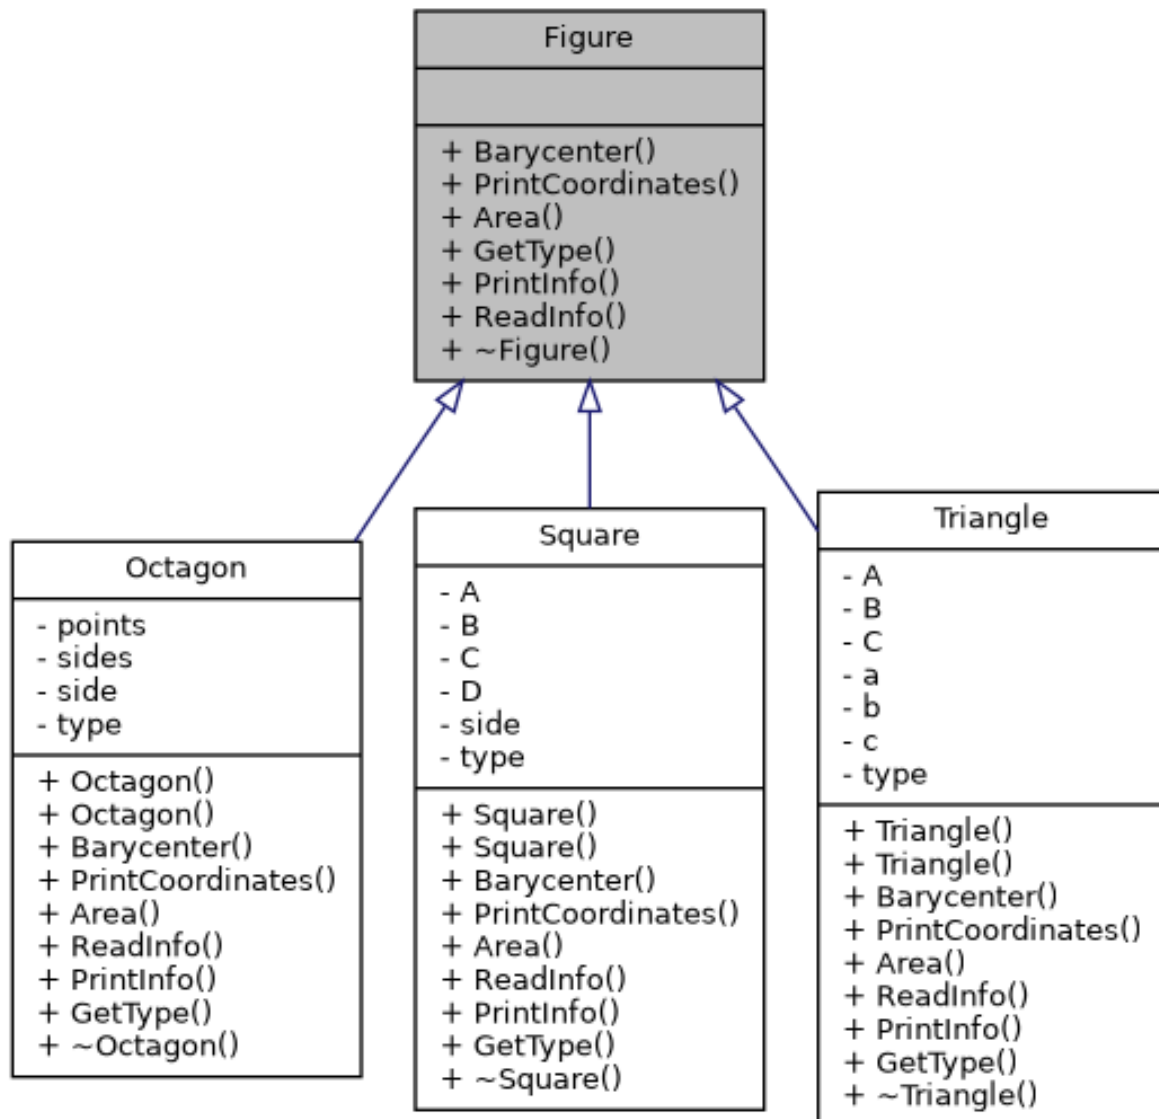 Figure
+ Barycenter()
+ PrintCoordinates()
+ Area()
+ GetType()
+ PrintInfo()
+ ReadInfo()
+ ~Figure()
Octagon
- points
- sides
- side
- type
+ Octagon()
+ Octagon()
+ Barycenter()
+ PrintCoordinates()
+ Area()
+ ReadInfo()
+ PrintInfo()
+ GetType()
+ ~Octagon()
Square
- A
- B
- C
- D
- side
- type
+ Square()
+ Square()
+ Barycenter()
+ PrintCoordinates()
+ Area()
+ ReadInfo()
+ PrintInfo()
+ GetType()
+ ~Square()
Triangle
- A
- B
- C
- a
- b
- c
- type
+ Triangle()
+ Triangle()
+ Barycenter()
+ PrintCoordinates()
+ Area()
+ ReadInfo()
+ PrintInfo()
+ GetType()
+ ~Triangle()